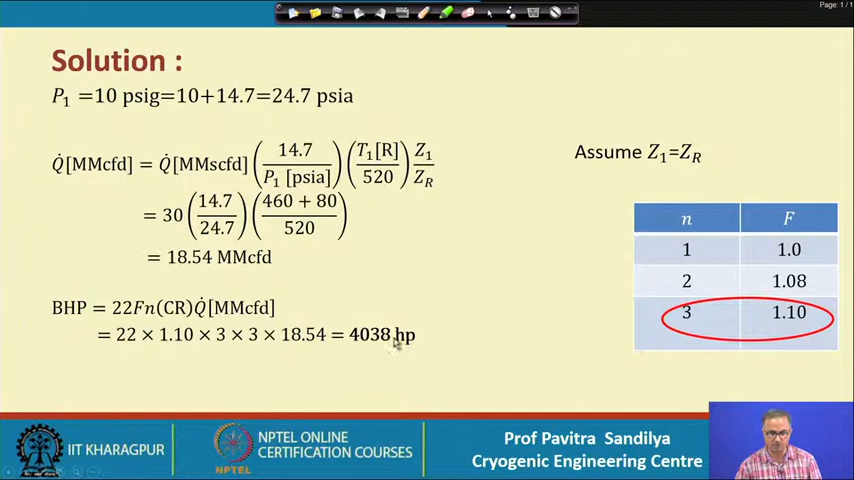 Page: 1 / 1
Solution :
P₁ =10 psig=10+14.7=24.7 psia
Q̇[MMcfd] = Q̇[MMscfd] (14.7 / P₁ [psia]) (T₁[R] / 520) Z₁ / Z_R
= 30 (14.7 / 24.7) (460 + 80 / 520)
= 18.54 MMcfd
BHP = 22Fn(CR)Q̇[MMcfd]
= 22 × 1.10 × 3 × 3 × 18.54 = 4038 hp
Assume Z₁=Z_R
n F
1 1.0
2 1.08
3 1.10
IIT KHARAGPUR
NPTEL
NPTEL ONLINE
CERTIFICATION COURSES
Prof Pavitra Sandilya
Cryogenic Engineering Centre